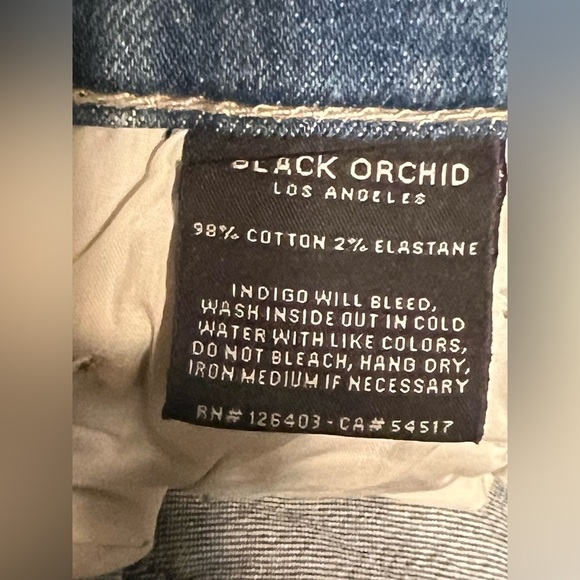 BLACK ORCHID
LOS ANGELES
98% COTTON 2% ELASTANE
INDIGO WILL BLEED,
WASH INSIDE OUT IN COLD
WATER WITH LIKE COLORS,
DO NOT BLEACH, HANG DRY,
IRON MEDIUM IF NECESSARY
RN# 126403 - CA# 54517